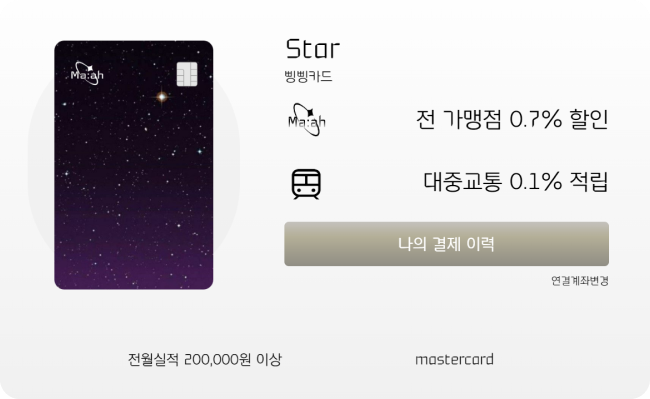 Ma:ah
Star
삥삥카드
Ma:ah
전 가맹점 0.7% 할인
대중교통 0.1% 적립
나의 결제 이력
연결계좌변경
전월실적 200,000원 이상
mastercard